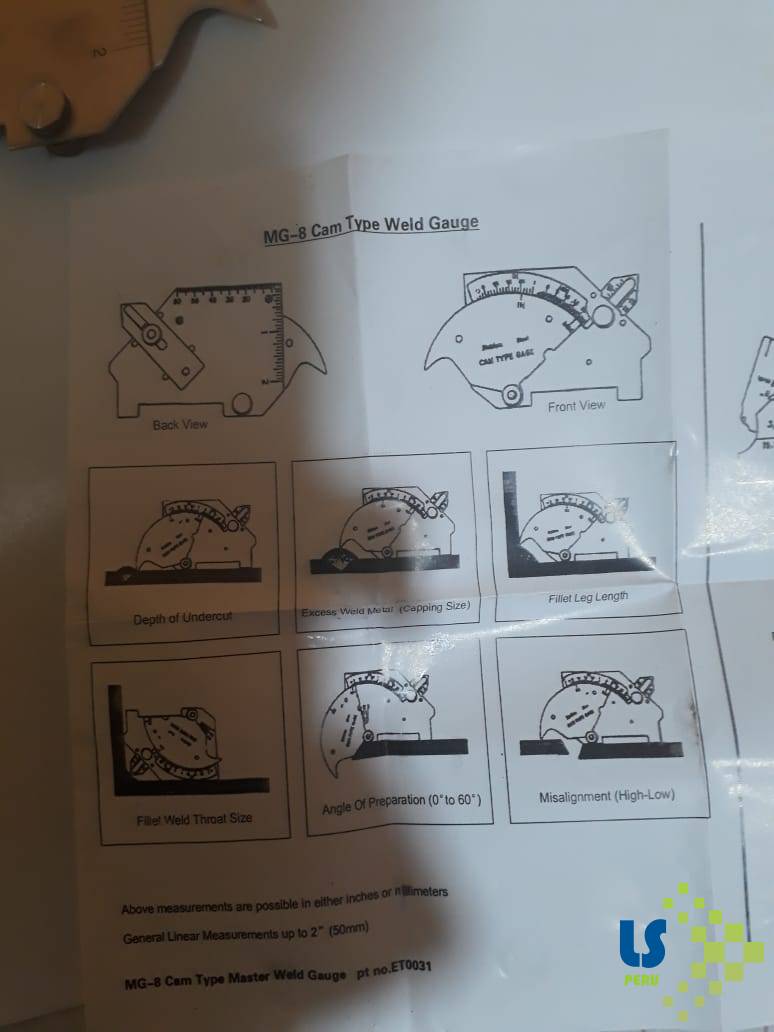 2
MG-8 Cam Type Weld Gauge
CAM TYPE GAGE
Back View
Front View
Depth of Undercut
Excess Weld Metal (Capping Size)
Fillet Leg Length
Fillet Weld Throat Size
Angle Of Preparation (0° to 60°)
Misalignment (High-Low)
Above measurements are possible in either inches or millimeters
General Linear Measurements up to 2" (50mm)
MG-8 Cam Type Master Weld Gauge pt no.ET0031
LS
PERU